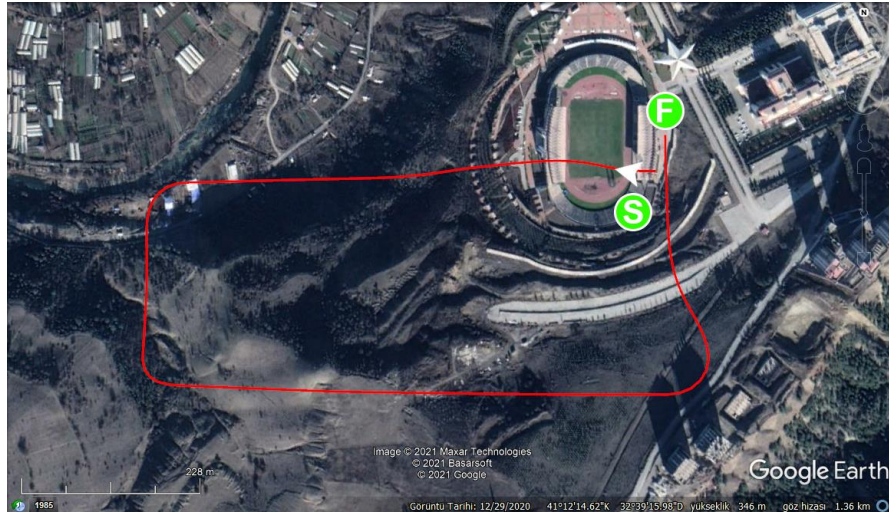 N
F
S
Image © 2021 Maxar Technologies
© 2021 Basarsoft
© 2021 Google
228 m
Google Earth
1985
Görüntü Tarihi: 12/29/2020 41°12'14.62"K 32°39'15.98"D yükseklik 346 m göz hizası 1.36 km